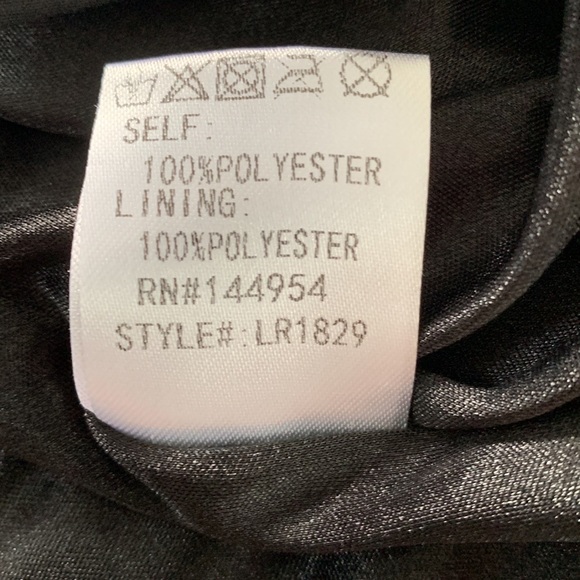 SELF:
100%POLYESTER
LINING:
100%POLYESTER
RN#144954
STYLE#:LR1829